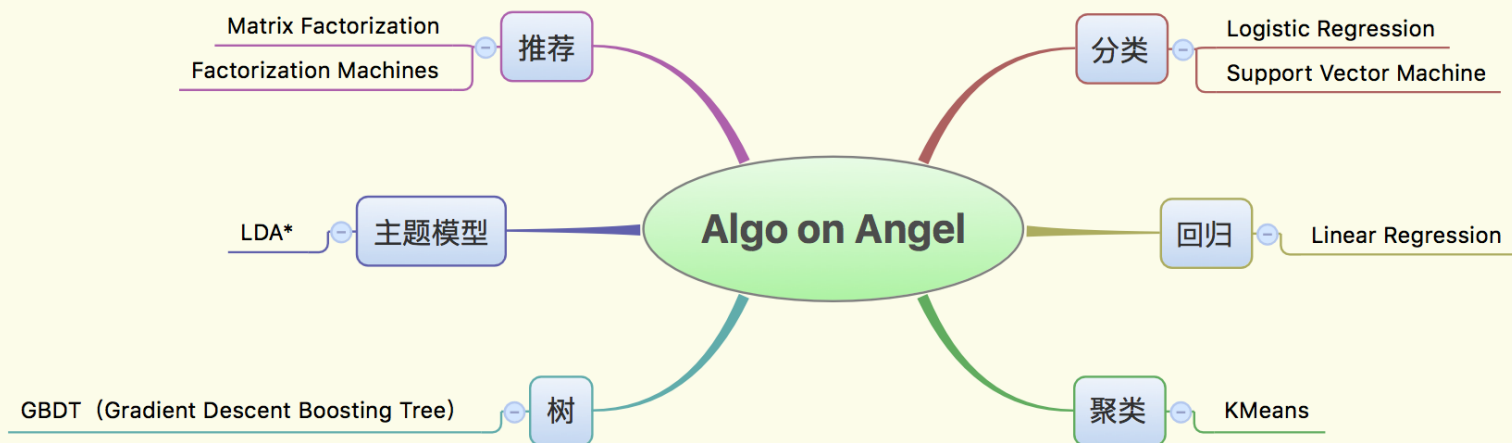 Matrix Factorization
Factorization Machines
推荐
分类
Logistic Regression
Support Vector Machine
LDA*
主题模型
Algo on Angel
回归
Linear Regression
GBDT（Gradient Descent Boosting Tree）
树
聚类
KMeans